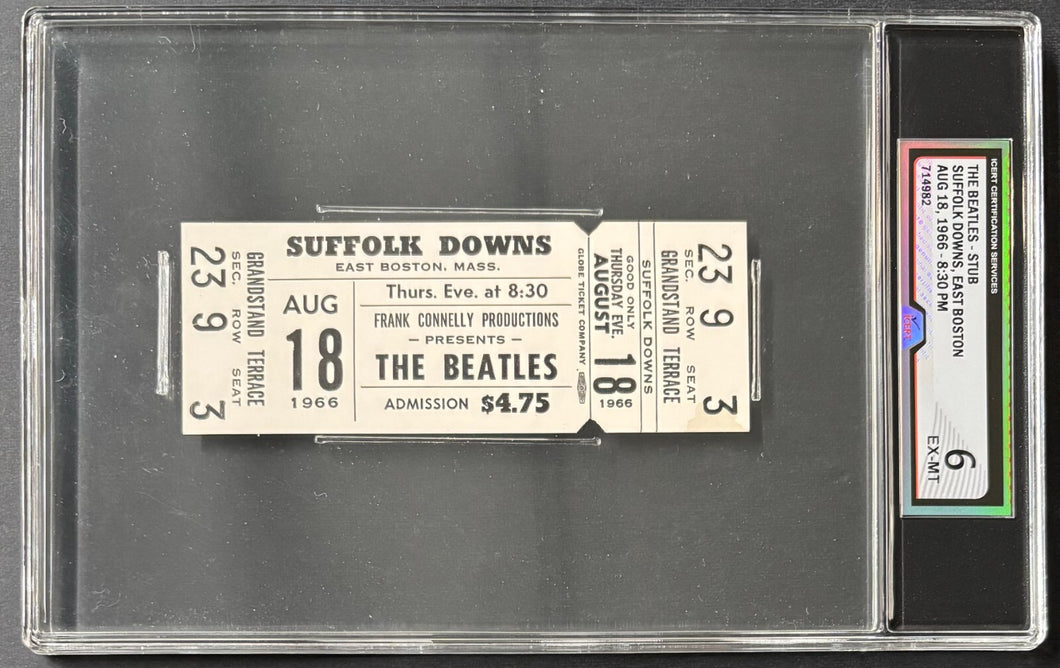 GRANDSTAND TERRACE
SEC. ROW SEAT
23 9 3
SUFFOLK DOWNS
EAST BOSTON, MASS.
AUG
18
1966
Thurs. Eve. at 8:30
FRANK CONNELLY PRODUCTIONS
— PRESENTS —
THE BEATLES
ADMISSION $4.75
GLOBE TICKET COMPANY
SUFFOLK DOWNS
GOOD ONLY
THURSDAY EVE.
AUGUST 18
1966
23 9 3
SEC. ROW SEAT
GRANDSTAND TERRACE
ICERT CERTIFICATION SERVICES
THE BEATLES - STUB
SUFFOLK DOWNS, EAST BOSTON
AUG 18, 1966 - 8:30 PM
714982
ICERT
6
EX-MT